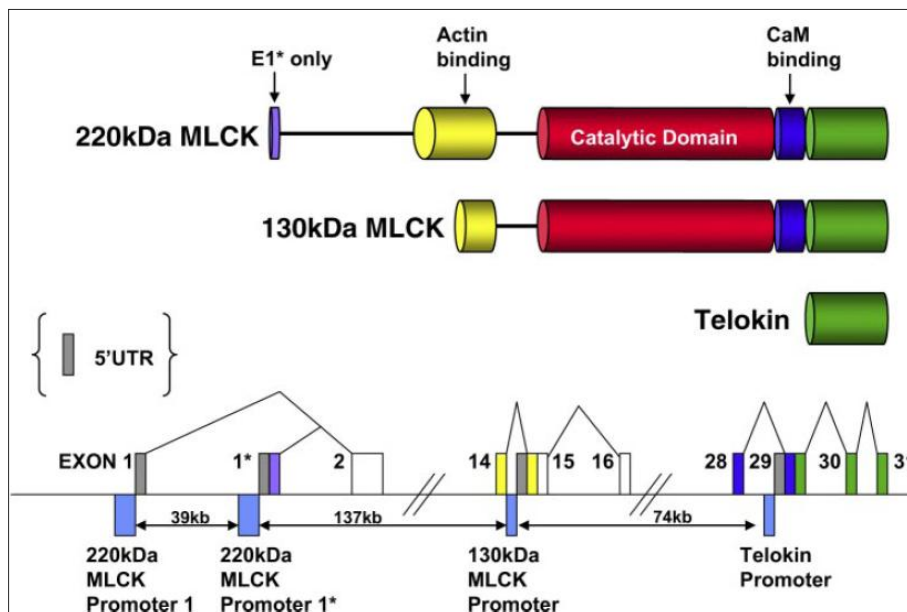 E1* only
Actin
binding
CaM
binding
220kDa MLCK
Catalytic Domain
130kDa MLCK
Telokin
5'UTR
EXON 1
1*
2
14
15
16
28
29
30
31
39kb
137kb
74kb
220kDa
MLCK
Promoter 1
220kDa
MLCK
Promoter 1*
130kDa
MLCK
Promoter
Telokin
Promoter